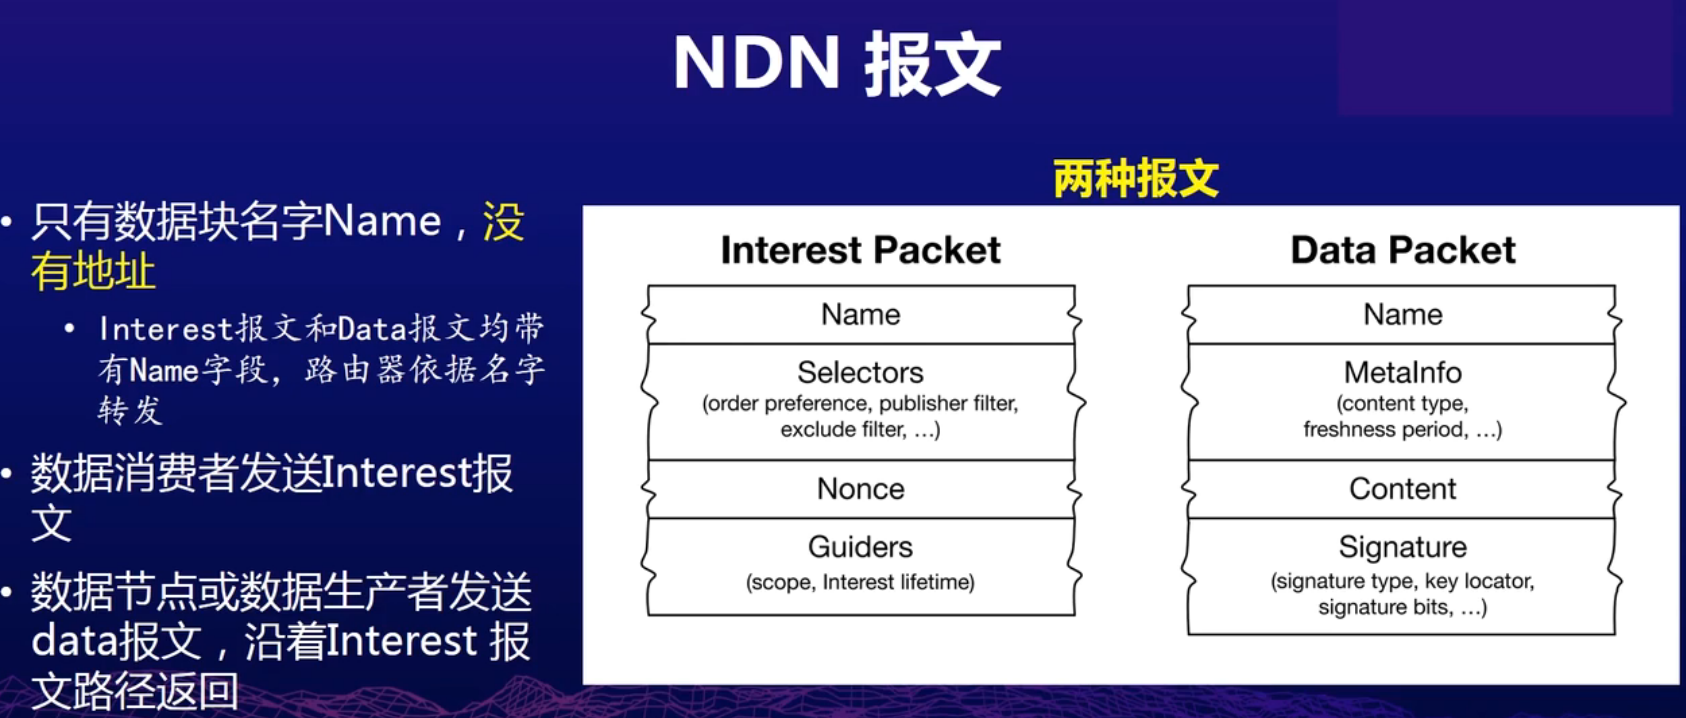 NDN 报文
• 只有数据块名字Name，没
有地址
• Interest报文和Data报文均带
有Name字段，路由器依据名字
转发
• 数据消费者发送Interest报
文
• 数据节点或数据生产者发送
data报文，沿着Interest 报
文路径返回
两种报文
Interest Packet
Name
Selectors
(order preference, publisher filter,
exclude filter, ...)
Nonce
Guiders
(scope, Interest lifetime)
Data Packet
Name
MetaInfo
(content type,
freshness period, ...)
Content
Signature
(signature type, key locator,
signature bits, ...)